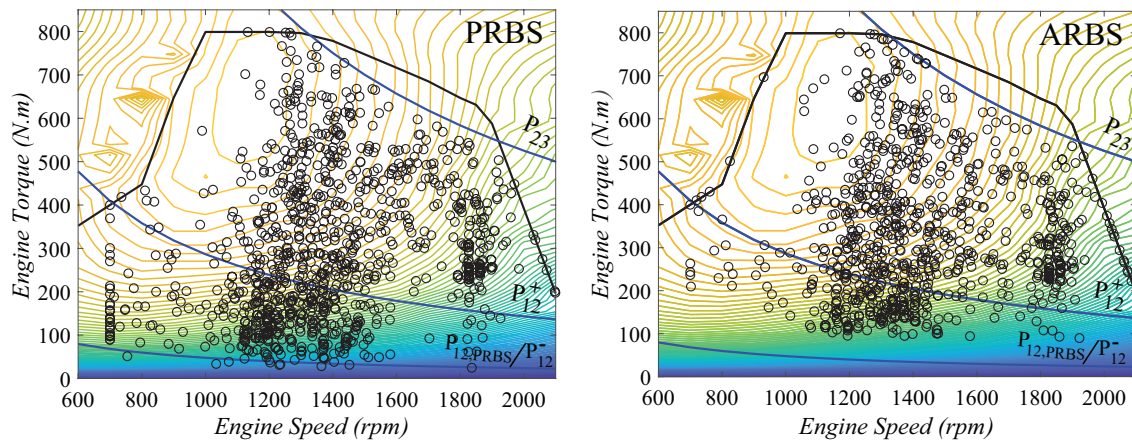 PRBS
800
700
600
500
400
300
200
100
0
Engine Torque (N.m)
P23
P12+
P12,PRBS/P12-
600 800 1000 1200 1400 1600 1800 2000
Engine Speed (rpm)
ARBS
800
700
600
500
400
300
200
100
0
Engine Torque (N.m)
P23
P12+
P12,PRBS/P12-
600 800 1000 1200 1400 1600 1800 2000
Engine Speed (rpm)